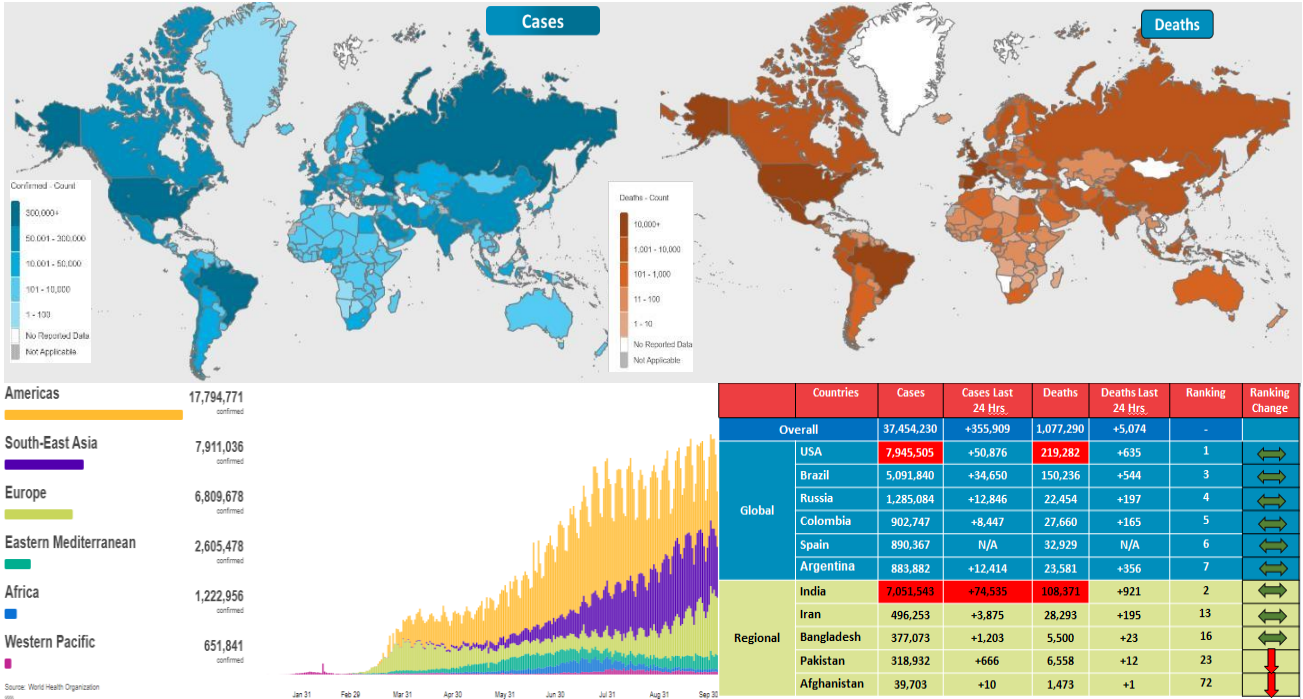 Cases
Confirmed - Count
300,000+
50,001 - 300,000
10,001 - 50,000
101 - 10,000
1 - 100
No Reported Data
Not Applicable
Deaths
Deaths - Count
10,000+
1,001 - 10,000
101 - 1,000
11 - 100
1 - 10
No Reported Data
Not Applicable
Americas 17,794,771
confirmed
South-East Asia 7,911,036
confirmed
Europe 6,809,678
confirmed
Eastern Mediterranean 2,605,478
confirmed
Africa 1,222,956
confirmed
Western Pacific 651,841
confirmed
Source: World Health Organization
Jan 31 Feb 29 Mar 31 Apr 30 May 31 Jun 30 Jul 31 Aug 31 Sep 30
Countries Cases Cases Last 24 Hrs Deaths Deaths Last 24 Hrs Ranking Ranking Change
Overall 37,454,230 +355,909 1,077,290 +5,074 -
Global
USA 7,945,505 +50,876 219,282 +635 1
Brazil 5,091,840 +34,650 150,236 +544 3
Russia 1,285,084 +12,846 22,454 +197 4
Colombia 902,747 +8,447 27,660 +165 5
Spain 890,367 N/A 32,929 N/A 6
Argentina 883,882 +12,414 23,581 +356 7
Regional
India 7,051,543 +74,535 108,371 +921 2
Iran 496,253 +3,875 28,293 +195 13
Bangladesh 377,073 +1,203 5,500 +23 16
Pakistan 318,932 +666 6,558 +12 23
Afghanistan 39,703 +10 1,473 +1 72